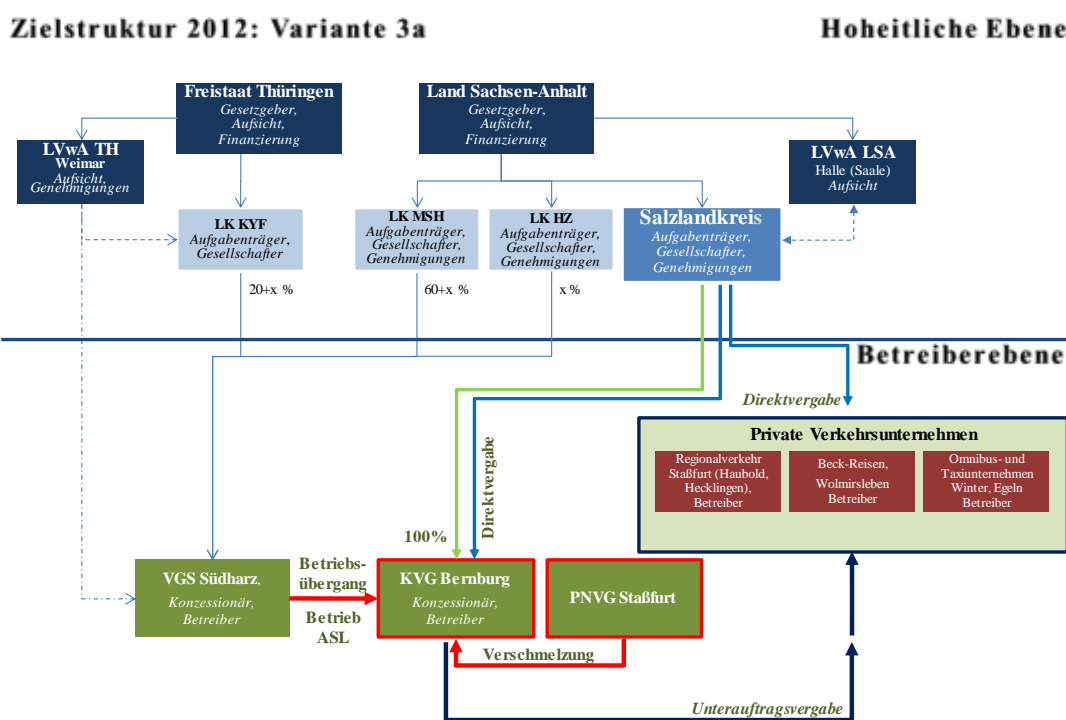 Zielstruktur 2012: Variante 3a
Hoheitliche Ebene
Freistaat Thüringen
Gesetzgeber,
Aufsicht,
Finanzierung
Land Sachsen-Anhalt
Gesetzgeber,
Aufsicht,
Finanzierung
LVwA TH
Weimar
Aufsicht,
Genehmigungen
LVwA LSA
Halle (Saale)
Aufsicht
LK KYF
Aufgabenträger,
Gesellschafter
LK MSH
Aufgabenträger,
Gesellschafter,
Genehmigungen
LK HZ
Aufgabenträger,
Gesellschafter,
Genehmigungen
Salzlandkreis
Aufgabenträger,
Gesellschafter,
Genehmigungen
20+x %
60+x %
x %
Betreiberebene
Direktvergabe
Private Verkehrsunternehmen
Regionalverkehr
Staßfurt (Haubold,
Hecklingen),
Betreiber
Beck-Reisen,
Wolmirsleben
Betreiber
Omnibus- und
Taxiunternehmen
Winter, Egeln
Betreiber
Direktvergabe
100%
VGS Südharz,
Konzessionär,
Betreiber
Betriebs-
übergang
Betrieb
ASL
KVG Bernburg
Konzessionär,
Betreiber
PNVG Staßfurt
Verschmelzung
Unterauftragsvergabe